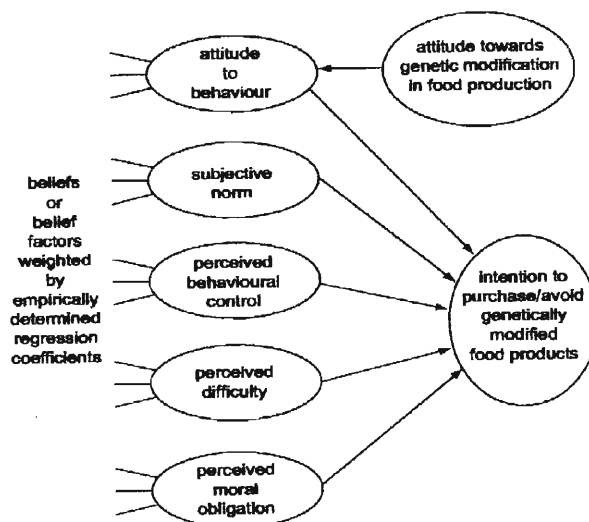 attitude
to
behaviour
attitude towards
genetic modification
in food production
subjective
norm
beliefs
or
belief
factors
weighted
by
empirically
determined
regression
coefficients
perceived
behavioural
control
intention to
purchase/avoid
genetically
modified
food products
perceived
difficulty
perceived
moral
obligation